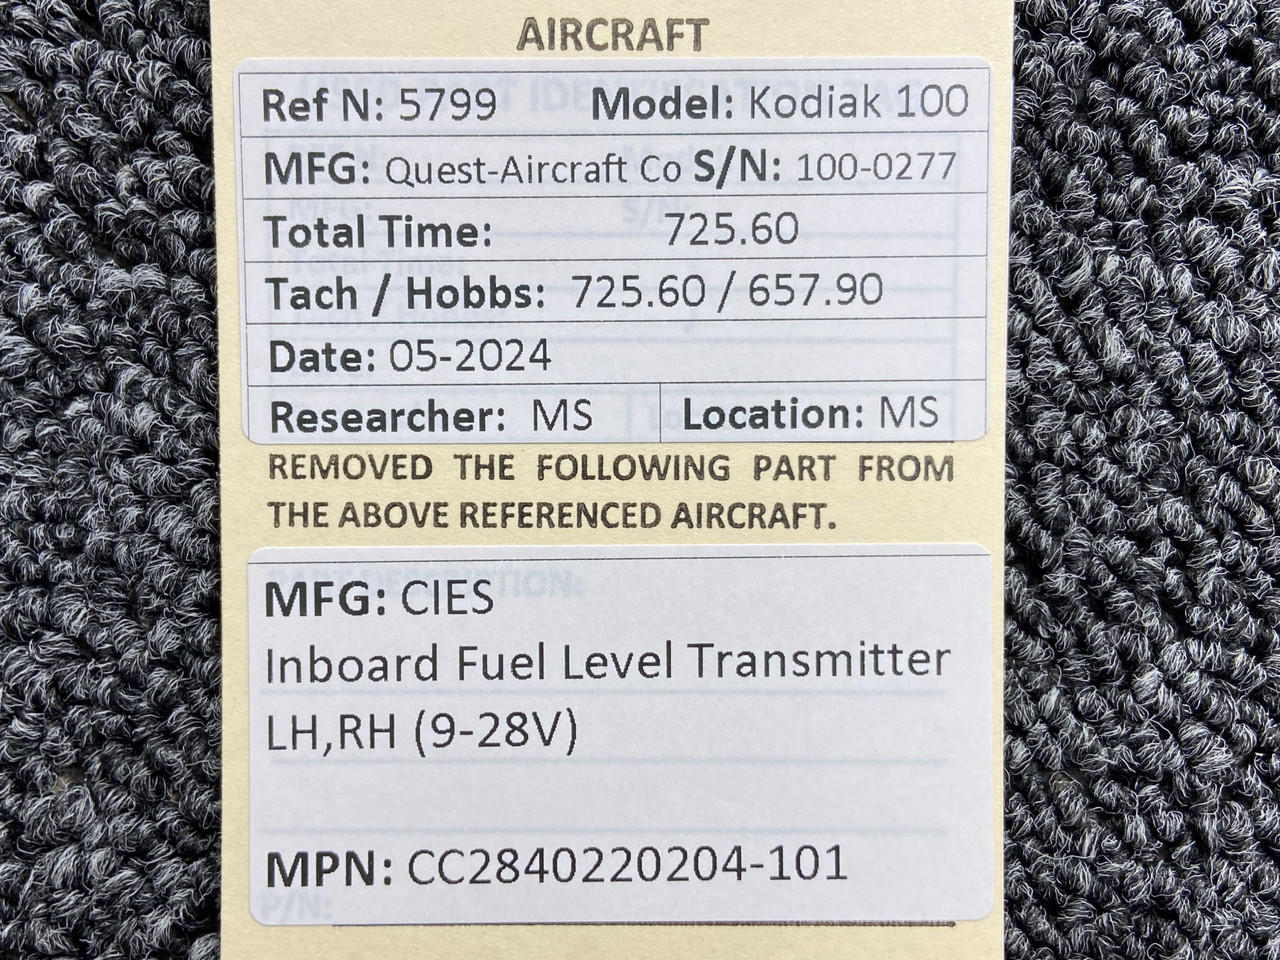 AIRCRAFT
Ref N: 5799 Model: Kodiak 100
MFG: Quest-Aircraft Co S/N: 100-0277
Total Time: 725.60
Tach / Hobbs: 725.60 / 657.90
Date: 05-2024
Researcher: MS Location: MS
REMOVED THE FOLLOWING PART FROM
THE ABOVE REFERENCED AIRCRAFT.
MFG: CIES
Inboard Fuel Level Transmitter
LH,RH (9-28V)
MPN: CC2840220204-101
P/N: